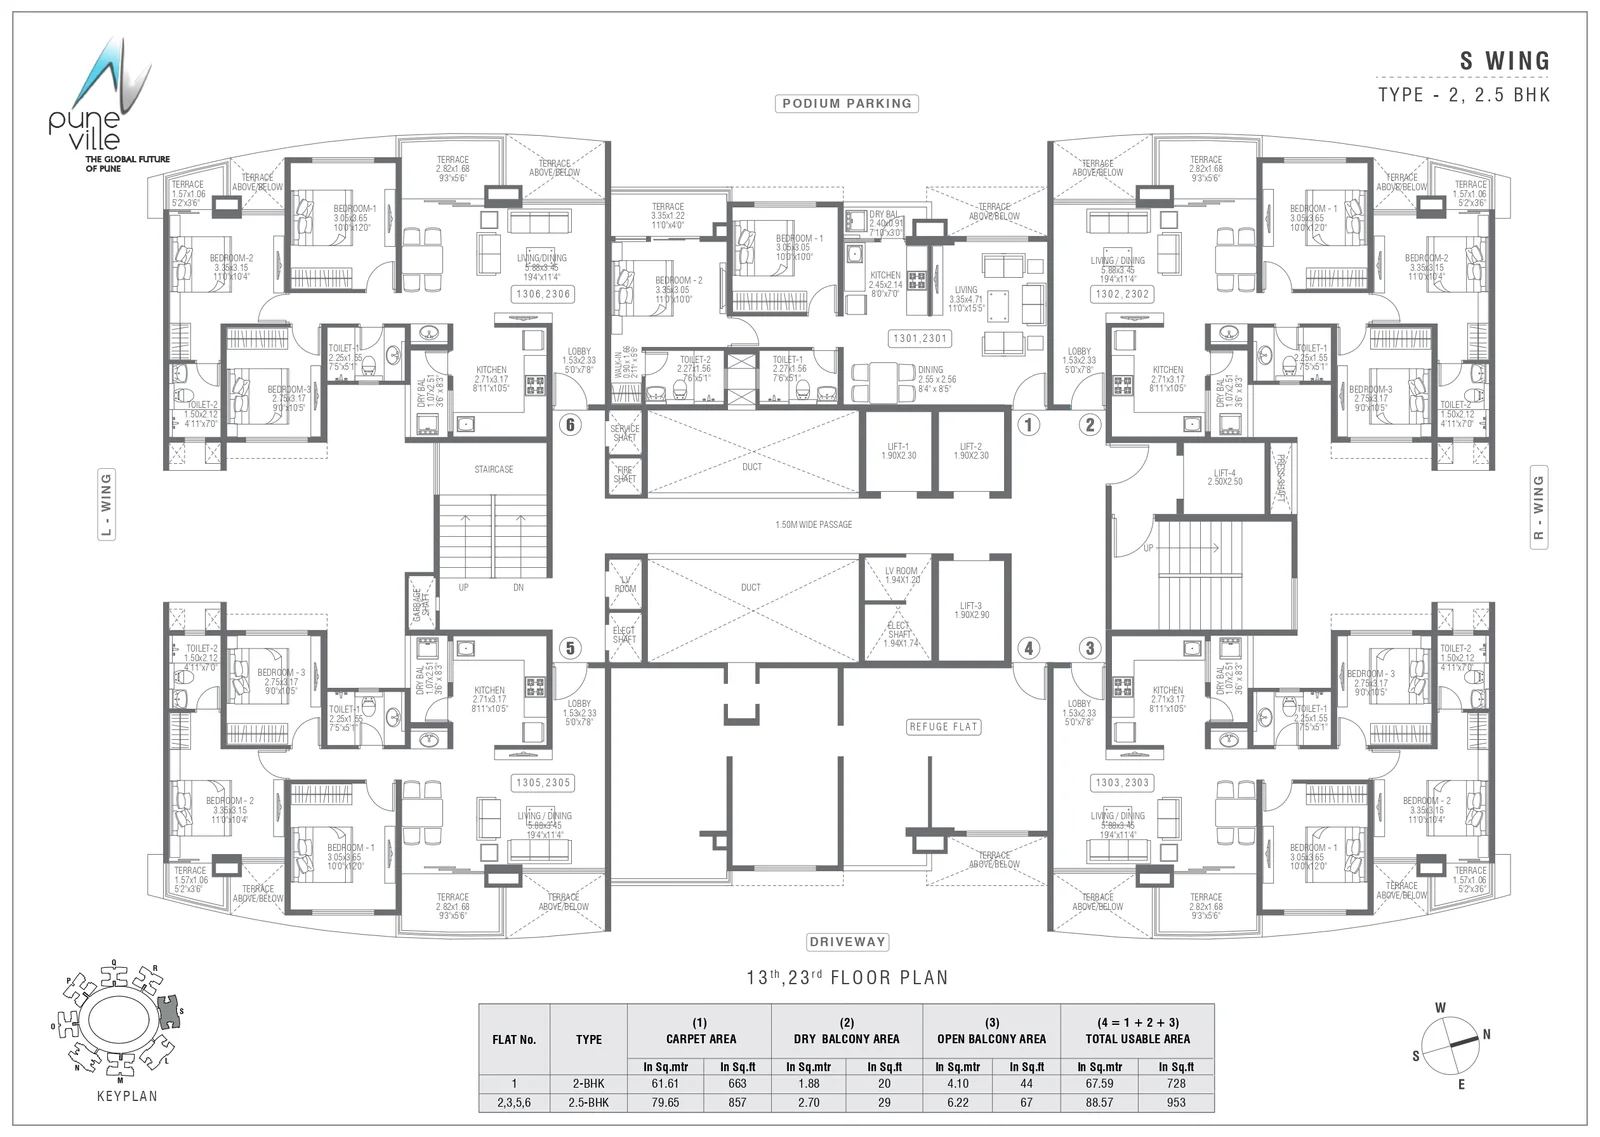 pune
ville
THE GLOBAL FUTURE
OF PUNE
S WING
TYPE - 2, 2.5 BHK
PODIUM PARKING
TERRACE
1.57x1.06
5'2"x3'6"
TERRACE
ABOVE/BELOW
BEDROOM-1
3.05x3.65
10'0"x12'0"
TERRACE
2.82x1.68
9'3"x5'6"
TERRACE
ABOVE/BELOW
BEDROOM-2
3.35x3.15
11'0"x10'4"
LIVING/DINING
5.88x3.45
19'4"x11'4"
1306,2306
BEDROOM-3
2.75x3.17
9'0"x10'5"
TOILET-1
2.25x1.55
7'5"x5'1"
TOILET-2
1.50x2.12
4'11"x7'0"
DRY BAL
1.07x2.51
3'6" x 8'3"
KITCHEN
2.71x3.17
8'11"x10'5"
LOBBY
1.53x2.33
5'0"x7'8"
6
TERRACE
3.35x1.22
11'0"x4'0"
BEDROOM - 2
3.35x3.05
11'0"x10'0"
BEDROOM - 1
3.05x3.05
10'0"x10'0"
DRY BAL
2.40x0.91
7'10"x3'0"
KITCHEN
2.45x2.14
8'0"x7'0"
TERRACE
ABOVE/BELOW
LIVING
3.35x4.71
11'0"x15'5"
1301,2301
WALK-IN
TOILET-2
2.27x1.56
7'6"x5'1"
TOILET-1
2.27x1.56
7'6"x5'1"
DINING
2.55 x 2.56
8'4" x 8'5"
1
TERRACE
ABOVE/BELOW
TERRACE
2.82x1.68
9'3"x5'6"
BEDROOM - 1
3.05x3.65
10'0"x12'0"
TERRACE
ABOVE/BELOW
TERRACE
1.57x1.06
5'2"x3'6"
LIVING / DINING
5.88x3.45
19'4"x11'4"
1302,2302
BEDROOM-2
3.35x3.15
11'0"x10'4"
LOBBY
1.53x2.33
5'0"x7'8"
KITCHEN
2.71x3.17
8'11"x10'5"
DRY BAL
1.07x2.51
3'6" x 8'3"
TOILET-1
2.25x1.55
7'5"x5'1"
BEDROOM-3
2.75x3.17
9'0"x10'5"
TOILET-2
1.50x2.12
4'11"x7'0"
2
L - WING
STAIRCASE
UP
DN
GARBAGE
SHAFT
SERVICE
SHAFT
FIRE
SHAFT
DUCT
LIFT-1
1.90X2.30
LIFT-2
1.90X2.30
LIFT-4
2.50X2.50
PRESS-SHAFT
R - WING
1.50M WIDE PASSAGE
UP
LV
ROOM
ELECT
SHAFT
DUCT
LV ROOM
1.94X1.20
ELECT
SHAFT
1.94X1.74
LIFT-3
1.90X2.90
5
4
3
TOILET-2
1.50x2.12
4'11"x7'0"
BEDROOM - 3
2.75x3.17
9'0"x10'5"
TOILET-1
2.25x1.55
7'5"x5'1"
DRY BAL
1.07x2.51
3'6" x 8'3"
KITCHEN
2.71x3.17
8'11"x10'5"
LOBBY
1.53x2.33
5'0"x7'8"
1305,2305
BEDROOM - 2
3.35x3.15
11'0"x10'4"
BEDROOM - 1
3.05x3.65
10'0"x12'0"
LIVING / DINING
5.88x3.45
19'4"x11'4"
TERRACE
1.57x1.06
5'2"x3'6"
TERRACE
ABOVE/BELOW
TERRACE
2.82x1.68
9'3"x5'6"
TERRACE
ABOVE/BELOW
REFUGE FLAT
TERRACE
ABOVE/BELOW
LOBBY
1.53x2.33
5'0"x7'8"
KITCHEN
2.71x3.17
8'11"x10'5"
DRY BAL
1.07x2.51
3'6" x 8'3"
TOILET-1
2.25x1.55
7'5"x5'1"
BEDROOM - 3
2.75x3.17
9'0"x10'5"
TOILET-2
1.50x2.12
4'11"x7'0"
1303,2303
LIVING / DINING
5.88x3.45
19'4"x11'4"
BEDROOM - 1
3.05x3.65
10'0"x12'0"
BEDROOM - 2
3.35x3.15
11'0"x10'4"
TERRACE
ABOVE/BELOW
TERRACE
2.82x1.68
9'3"x5'6"
TERRACE
ABOVE/BELOW
TERRACE
1.57x1.06
5'2"x3'6"
DRIVEWAY
13th,23rd FLOOR PLAN
FLAT No. TYPE (1) CARPET AREA (2) DRY BALCONY AREA (3) OPEN BALCONY AREA (4 = 1 + 2 + 3) TOTAL USABLE AREA
In Sq.mtr In Sq.ft In Sq.mtr In Sq.ft In Sq.mtr In Sq.ft In Sq.mtr In Sq.ft
1 2-BHK 61.61 663 1.88 20 4.10 44 67.59 728
2,3,5,6 2.5-BHK 79.65 857 2.70 29 6.22 67 88.57 953
P
Q
R
S
O
N
M
L
KEYPLAN
W
N
S
E